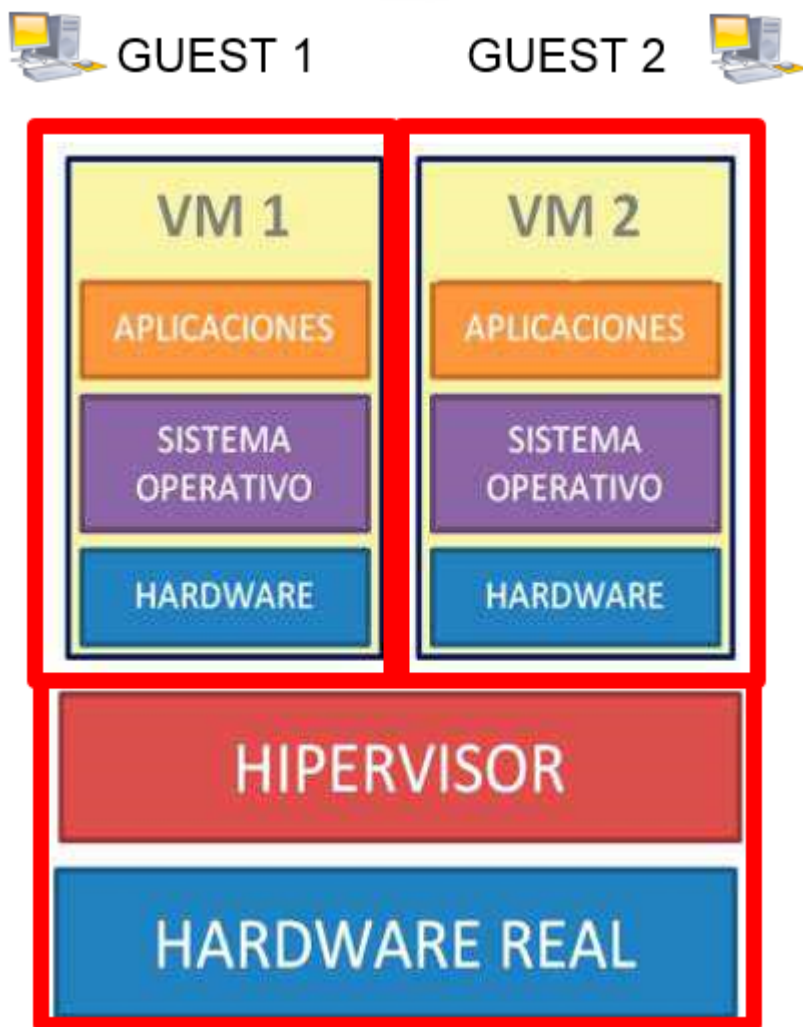 GUEST 1
GUEST 2
VM 1
APLICACIONES
SISTEMA
OPERATIVO
HARDWARE
VM 2
APLICACIONES
SISTEMA
OPERATIVO
HARDWARE
HIPERVISOR
HARDWARE REAL